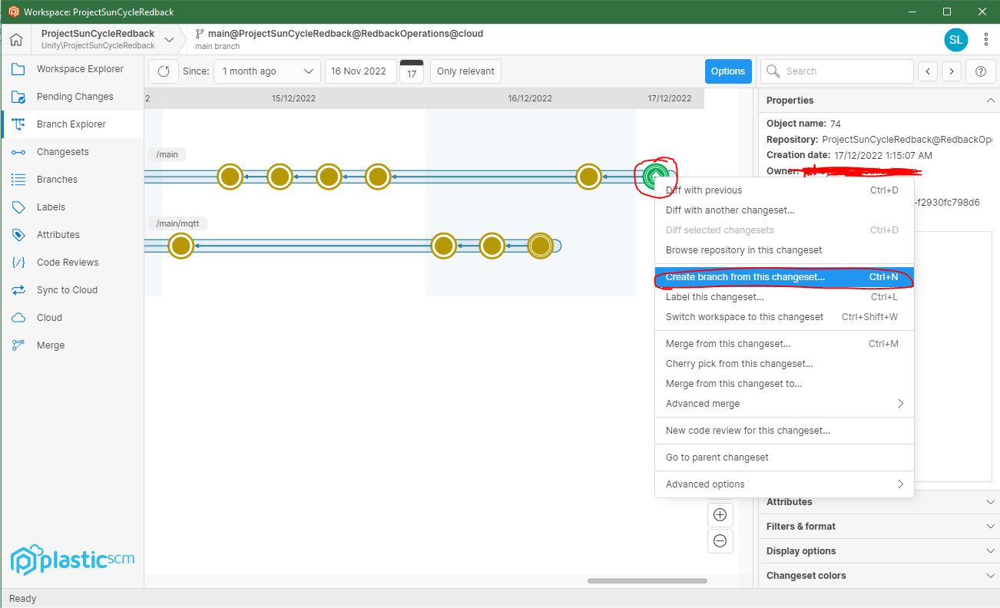 Workspace: ProjectSunCycleRedback
ProjectSunCycleRedback
Unity\ProjectSunCycleRedback
main@ProjectSunCycleRedback@RedbackOperations@cloud
main branch
SL
Workspace Explorer
Pending Changes
Branch Explorer
Changesets
Branches
Labels
Attributes
Code Reviews
Sync to Cloud
Cloud
Merge
plastic scm
Ready
Since:
1 month ago
16 Nov 2022
17
Only relevant
Options
2
15/12/2022
16/12/2022
17/12/2022
/main
/main/mqtt
Search
Properties
Object name: 74
Repository: ProjectSunCycleRedback@RedbackOpe
Creation date: 17/12/2022 1:15:07 AM
Owner:
-f2930fc798d6
Diff with previous Ctrl+D
Diff with another changeset...
Diff selected changesets Ctrl+D
Browse repository in this changeset
Create branch from this changeset... Ctrl+N
Label this changeset... Ctrl+L
Switch workspace to this changeset Ctrl+Shift+W
Merge from this changeset... Ctrl+M
Cherry pick from this changeset...
Merge from this changeset to...
Advanced merge
New code review for this changeset...
Go to parent changeset
Advanced options
Attributes
Filters & format
Display options
Changeset colors